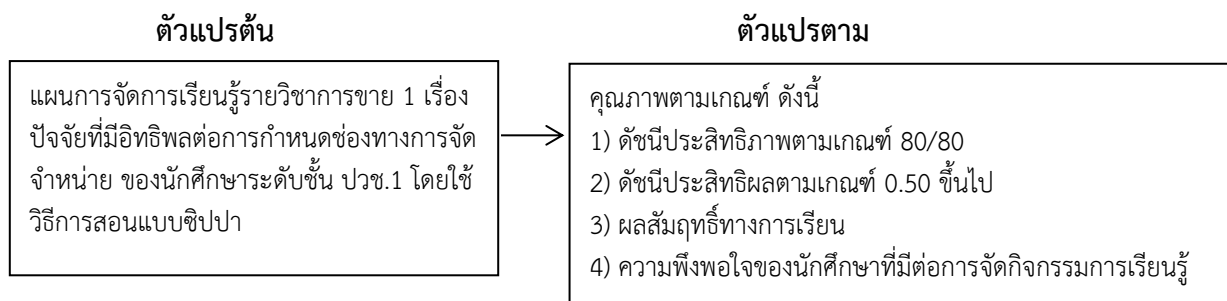 ตัวแปรต้น
ตัวแปรตาม
แผนการจัดการเรียนรู้รายวิชาการขาย 1 เรื่อง
ปัจจัยที่มีอิทธิพลต่อการกำหนดช่องทางการจัด
จำหน่าย ของนักศึกษาระดับชั้น ปวช.1 โดยใช้
วิธีการสอนแบบซิปปา
คุณภาพตามเกณฑ์ ดังนี้
1) ดัชนีประสิทธิภาพตามเกณฑ์ 80/80
2) ดัชนีประสิทธิผลตามเกณฑ์ 0.50 ขึ้นไป
3) ผลสัมฤทธิ์ทางการเรียน
4) ความพึงพอใจของนักศึกษาที่มีต่อการจัดกิจกรรมการเรียนรู้